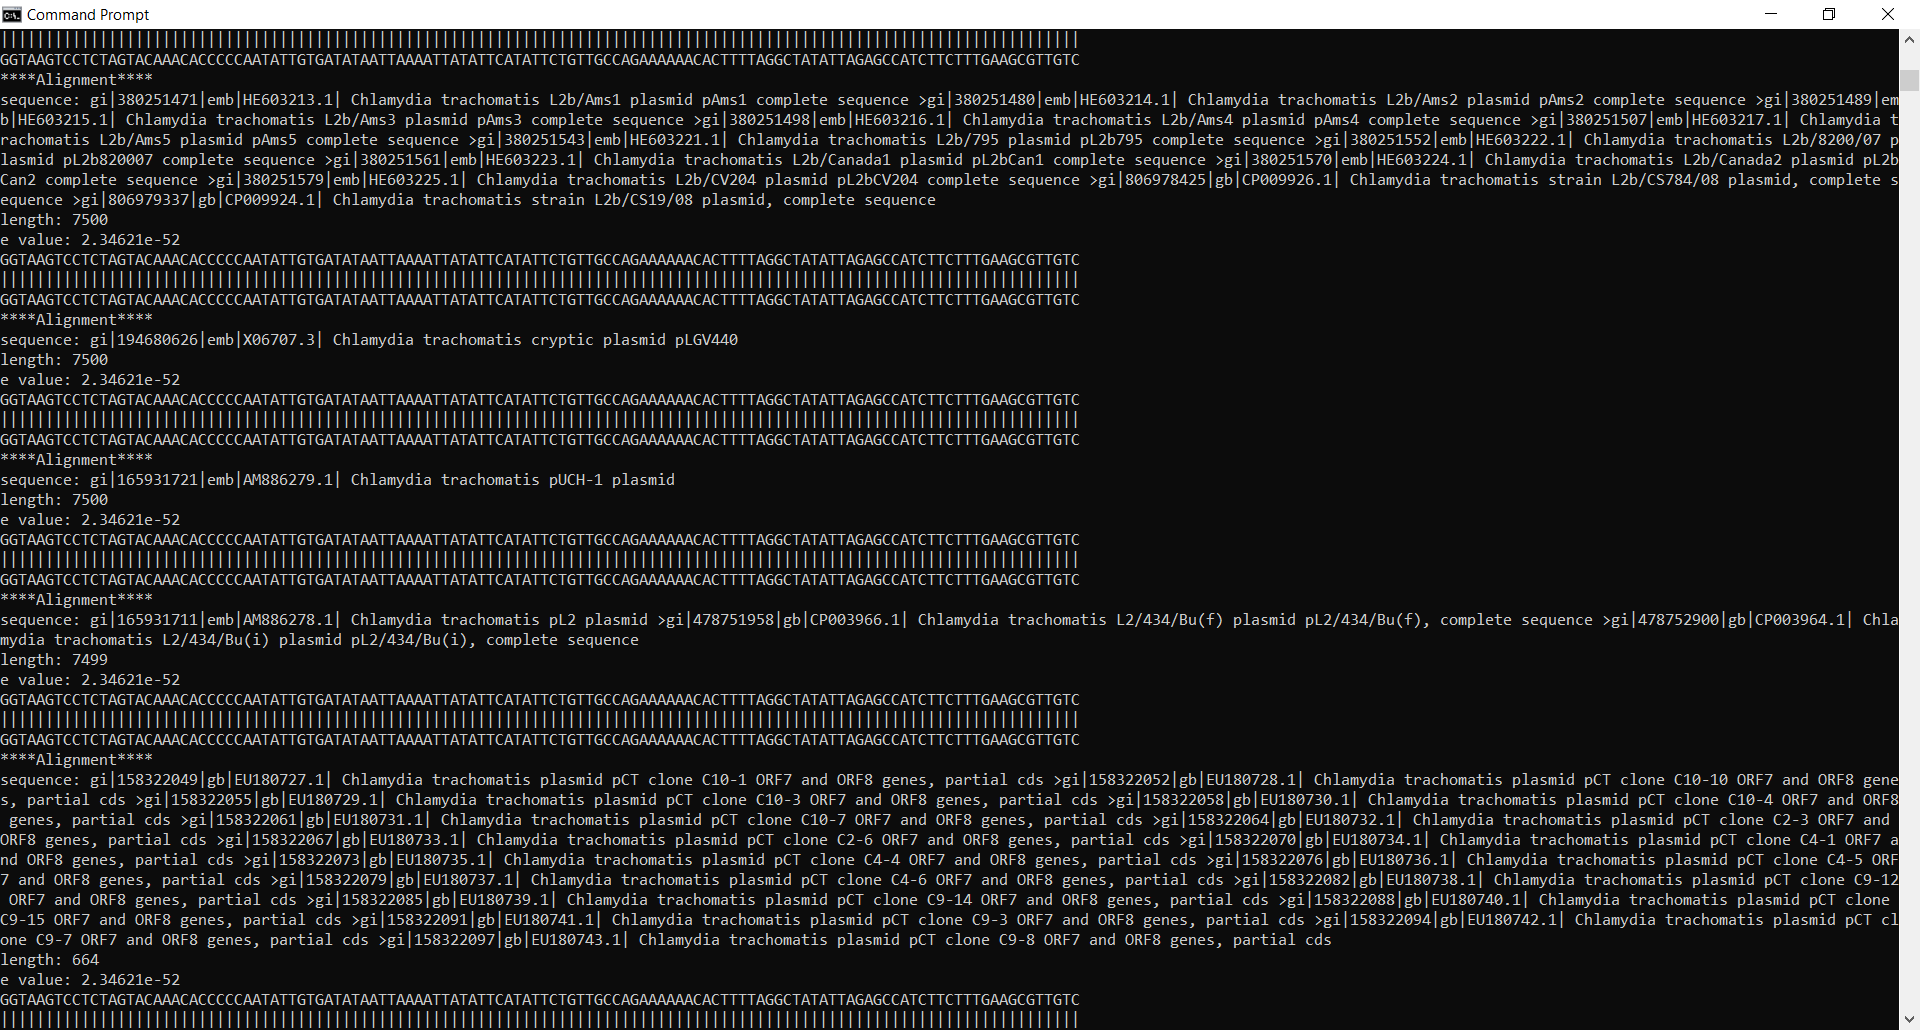 Command Prompt
||||||||||||||||||||||||||||||||||||||||||||||||||||||||||||||||||||||||||||||||||||||||||||||||||||||||||||||||||||||||
GGTAAGTCCTCTAGTACAAACACCCCCAATATTGTGATATAATTAAAATTATATTCATATTCTGTTGCCAGAAAAAACACTTTTAGGCTATATTAGAGCCATCTTCTTTGAAGCGTTGTC
****Alignment****
sequence: gi|380251471|emb|HE603213.1| Chlamydia trachomatis L2b/Ams1 plasmid pAms1 complete sequence >gi|380251480|emb|HE603214.1| Chlamydia trachomatis L2b/Ams2 plasmid pAms2 complete sequence >gi|380251489|em
b|HE603215.1| Chlamydia trachomatis L2b/Ams3 plasmid pAms3 complete sequence >gi|380251498|emb|HE603216.1| Chlamydia trachomatis L2b/Ams4 plasmid pAms4 complete sequence >gi|380251507|emb|HE603217.1| Chlamydia t
rachomatis L2b/Ams5 plasmid pAms5 complete sequence >gi|380251543|emb|HE603221.1| Chlamydia trachomatis L2b/795 plasmid pL2b795 complete sequence >gi|380251552|emb|HE603222.1| Chlamydia trachomatis L2b/8200/07 p
lasmid pL2b820007 complete sequence >gi|380251561|emb|HE603223.1| Chlamydia trachomatis L2b/Canada1 plasmid pL2bCan1 complete sequence >gi|380251570|emb|HE603224.1| Chlamydia trachomatis L2b/Canada2 plasmid pL2b
Can2 complete sequence >gi|380251579|emb|HE603225.1| Chlamydia trachomatis L2b/CV204 plasmid pL2bCV204 complete sequence >gi|806978425|gb|CP009926.1| Chlamydia trachomatis strain L2b/CS784/08 plasmid, complete s
equence >gi|806979337|gb|CP009924.1| Chlamydia trachomatis strain L2b/CS19/08 plasmid, complete sequence
length: 7500
e value: 2.34621e-52
GGTAAGTCCTCTAGTACAAACACCCCCAATATTGTGATATAATTAAAATTATATTCATATTCTGTTGCCAGAAAAAACACTTTTAGGCTATATTAGAGCCATCTTCTTTGAAGCGTTGTC
||||||||||||||||||||||||||||||||||||||||||||||||||||||||||||||||||||||||||||||||||||||||||||||||||||||||||||||||||||||||
GGTAAGTCCTCTAGTACAAACACCCCCAATATTGTGATATAATTAAAATTATATTCATATTCTGTTGCCAGAAAAAACACTTTTAGGCTATATTAGAGCCATCTTCTTTGAAGCGTTGTC
****Alignment****
sequence: gi|194680626|emb|X06707.3| Chlamydia trachomatis cryptic plasmid pLGV440
length: 7500
e value: 2.34621e-52
GGTAAGTCCTCTAGTACAAACACCCCCAATATTGTGATATAATTAAAATTATATTCATATTCTGTTGCCAGAAAAAACACTTTTAGGCTATATTAGAGCCATCTTCTTTGAAGCGTTGTC
||||||||||||||||||||||||||||||||||||||||||||||||||||||||||||||||||||||||||||||||||||||||||||||||||||||||||||||||||||||||
GGTAAGTCCTCTAGTACAAACACCCCCAATATTGTGATATAATTAAAATTATATTCATATTCTGTTGCCAGAAAAAACACTTTTAGGCTATATTAGAGCCATCTTCTTTGAAGCGTTGTC
****Alignment****
sequence: gi|165931721|emb|AM886279.1| Chlamydia trachomatis pUCH-1 plasmid
length: 7500
e value: 2.34621e-52
GGTAAGTCCTCTAGTACAAACACCCCCAATATTGTGATATAATTAAAATTATATTCATATTCTGTTGCCAGAAAAAACACTTTTAGGCTATATTAGAGCCATCTTCTTTGAAGCGTTGTC
||||||||||||||||||||||||||||||||||||||||||||||||||||||||||||||||||||||||||||||||||||||||||||||||||||||||||||||||||||||||
GGTAAGTCCTCTAGTACAAACACCCCCAATATTGTGATATAATTAAAATTATATTCATATTCTGTTGCCAGAAAAAACACTTTTAGGCTATATTAGAGCCATCTTCTTTGAAGCGTTGTC
****Alignment****
sequence: gi|165931711|emb|AM886278.1| Chlamydia trachomatis pL2 plasmid >gi|478751958|gb|CP003966.1| Chlamydia trachomatis L2/434/Bu(f) plasmid pL2/434/Bu(f), complete sequence >gi|478752900|gb|CP003964.1| Chla
mydia trachomatis L2/434/Bu(i) plasmid pL2/434/Bu(i), complete sequence
length: 7499
e value: 2.34621e-52
GGTAAGTCCTCTAGTACAAACACCCCCAATATTGTGATATAATTAAAATTATATTCATATTCTGTTGCCAGAAAAAACACTTTTAGGCTATATTAGAGCCATCTTCTTTGAAGCGTTGTC
||||||||||||||||||||||||||||||||||||||||||||||||||||||||||||||||||||||||||||||||||||||||||||||||||||||||||||||||||||||||
GGTAAGTCCTCTAGTACAAACACCCCCAATATTGTGATATAATTAAAATTATATTCATATTCTGTTGCCAGAAAAAACACTTTTAGGCTATATTAGAGCCATCTTCTTTGAAGCGTTGTC
****Alignment****
sequence: gi|158322049|gb|EU180727.1| Chlamydia trachomatis plasmid pCT clone C10-1 ORF7 and ORF8 genes, partial cds >gi|158322052|gb|EU180728.1| Chlamydia trachomatis plasmid pCT clone C10-10 ORF7 and ORF8 gene
s, partial cds >gi|158322055|gb|EU180729.1| Chlamydia trachomatis plasmid pCT clone C10-3 ORF7 and ORF8 genes, partial cds >gi|158322058|gb|EU180730.1| Chlamydia trachomatis plasmid pCT clone C10-4 ORF7 and ORF8
genes, partial cds >gi|158322061|gb|EU180731.1| Chlamydia trachomatis plasmid pCT clone C10-7 ORF7 and ORF8 genes, partial cds >gi|158322064|gb|EU180732.1| Chlamydia trachomatis plasmid pCT clone C2-3 ORF7 and
ORF8 genes, partial cds >gi|158322067|gb|EU180733.1| Chlamydia trachomatis plasmid pCT clone C2-6 ORF7 and ORF8 genes, partial cds >gi|158322070|gb|EU180734.1| Chlamydia trachomatis plasmid pCT clone C4-1 ORF7 a
nd ORF8 genes, partial cds >gi|158322073|gb|EU180735.1| Chlamydia trachomatis plasmid pCT clone C4-4 ORF7 and ORF8 genes, partial cds >gi|158322076|gb|EU180736.1| Chlamydia trachomatis plasmid pCT clone C4-5 ORF
7 and ORF8 genes, partial cds >gi|158322079|gb|EU180737.1| Chlamydia trachomatis plasmid pCT clone C4-6 ORF7 and ORF8 genes, partial cds >gi|158322082|gb|EU180738.1| Chlamydia trachomatis plasmid pCT clone C9-12
ORF7 and ORF8 genes, partial cds >gi|158322085|gb|EU180739.1| Chlamydia trachomatis plasmid pCT clone C9-14 ORF7 and ORF8 genes, partial cds >gi|158322088|gb|EU180740.1| Chlamydia trachomatis plasmid pCT clone
C9-15 ORF7 and ORF8 genes, partial cds >gi|158322091|gb|EU180741.1| Chlamydia trachomatis plasmid pCT clone C9-3 ORF7 and ORF8 genes, partial cds >gi|158322094|gb|EU180742.1| Chlamydia trachomatis plasmid pCT cl
one C9-7 ORF7 and ORF8 genes, partial cds >gi|158322097|gb|EU180743.1| Chlamydia trachomatis plasmid pCT clone C9-8 ORF7 and ORF8 genes, partial cds
length: 664
e value: 2.34621e-52
GGTAAGTCCTCTAGTACAAACACCCCCAATATTGTGATATAATTAAAATTATATTCATATTCTGTTGCCAGAAAAAACACTTTTAGGCTATATTAGAGCCATCTTCTTTGAAGCGTTGTC
||||||||||||||||||||||||||||||||||||||||||||||||||||||||||||||||||||||||||||||||||||||||||||||||||||||||||||||||||||||||